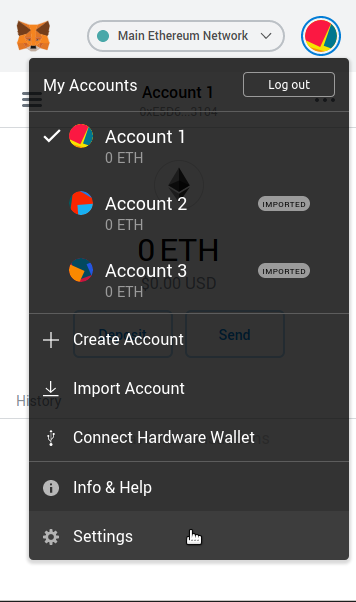 Main Ethereum Network
My Accounts
Log out
Account 1
Account 1
0 ETH
Account 2
IMPORTED
0 ETH
0 ETH
Account 3
IMPORTED
$0.00 USD
0 ETH
Deposit
Send
Create Account
Import Account
History
Connect Hardware Wallet
Info & Help
Settings